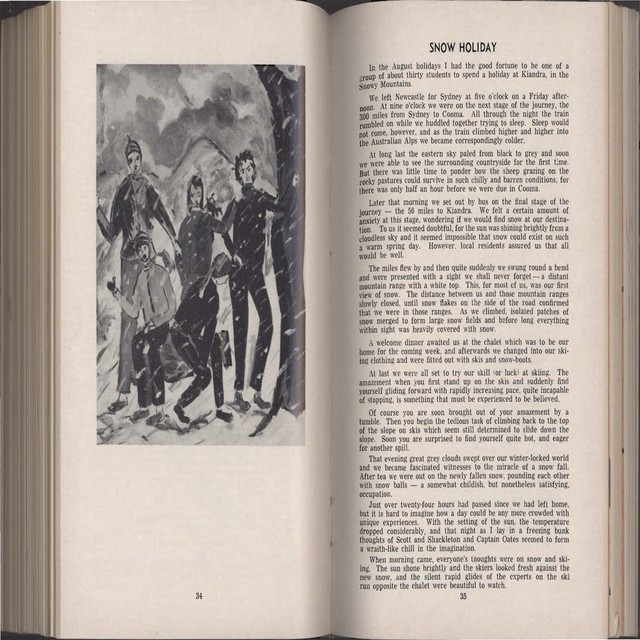 SNOW HOLIDAY
In the August holidays I had the good fortune to be one of a
group of about thirty students to spend a holiday at Kiandra, in the
Snowy Mountains.
We left Newcastle for Sydney at five o'clock on a Friday after-
noon. At nine o'clock we were on the next stage of the journey, the
300 miles from Sydney to Cooma. All through the night the train
rumbled on while we huddled together trying to sleep. Sleep would
not come, however, and as the train climbed higher and higher into
the Australian Alps we became correspondingly colder.
At long last the eastern sky paled from black to grey and soon
we were able to see the surrounding countryside for the first time.
But there was little time to ponder how the sheep grazing on the
rocky pastures could survive in such chilly and barren conditions, for
there was only half an hour before we were due in Cooma.
Later that morning we set out by bus on the final stage of the
journey — the 56 miles to Kiandra. We felt a certain amount of
anxiety at this stage, wondering if we would find snow at our destina-
tion. To us it seemed doubtful, for the sun was shining brightly from a
cloudless sky and it seemed impossible that snow could exist on such
a warm spring day. However, local residents assured us that all
would be well.
The miles flew by and then quite suddenly we swung round a bend
and were presented with a sight we shall never forget — a distant
mountain range with a white top. This, for most of us, was our first
view of snow. The distance between us and those mountain ranges
slowly closed, until snow flakes on the side of the road confirmed
that we were in those ranges. As we climbed, isolated patches of
snow merged to form large snow fields and before long everything
within sight was heavily covered with snow.
A welcome dinner awaited us at the chalet which was to be our
home for the coming week, and afterwards we changed into our ski-
ing clothing and were fitted out with skis and snow-boots.
At last we were all set to try our skill (or luck) at skiing. The
amazement when you first stand up on the skis and suddenly find
yourself gliding forward with rapidly increasing pace, quite incapable
of stopping, is something that must be experienced to be believed.
Of course you are soon brought out of your amazement by a
tumble. Then you begin the tedious task of climbing back to the top
of the slope on skis which seem still determined to slide down the
slope. Soon you are surprised to find yourself quite hot, and eager
for another spill.
That evening great grey clouds swept over our winter-locked world
and we became fascinated witnesses to the miracle of a snow fall.
After tea we were out on the newly fallen snow, pounding each other
with snow balls — a somewhat childish, but nonetheless satisfying,
occupation.
Just over twenty-four hours had passed since we had left home,
but it is hard to imagine how a day could be any more crowded with
unique experiences. With the setting of the sun, the temperature
dropped considerably, and that night as I lay in a freezing bunk
thoughts of Scott and Shackleton and Captain Oates seemed to form
a wraith-like chill in the imagination.
When morning came, everyone's thoughts were on snow and ski-
ing. The sun shone brightly and the skiers looked fresh against the
new snow, and the silent rapid glides of the experts on the ski
run opposite the chalet were beautiful to watch.
34
35